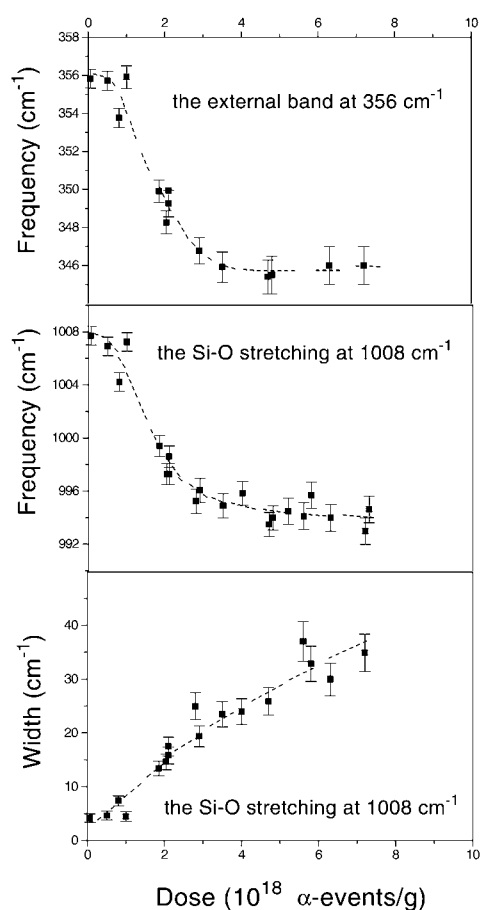 0 2 4 6 8 10
358
356
354
352
350
348
346
Frequency (cm⁻¹)
the external band at 356 cm⁻¹
1008
1004
1000
996
992
Frequency (cm⁻¹)
the Si-O stretching at 1008 cm⁻¹
40
30
20
10
0
Width (cm⁻¹)
the Si-O stretching at 1008 cm⁻¹
0 2 4 6 8 10
Dose (10¹⁸ α-events/g)